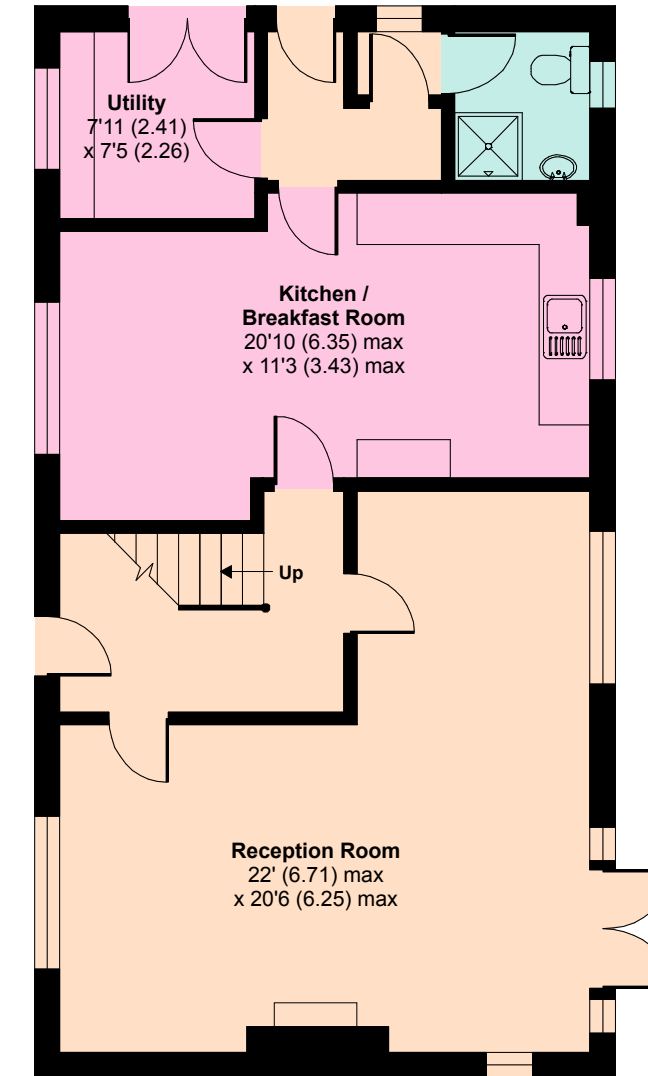 Utility
7'11 (2.41)
x 7'5 (2.26)
Kitchen /
Breakfast Room
20'10 (6.35) max
x 11'3 (3.43) max
Up
Reception Room
22' (6.71) max
x 20'6 (6.25) max